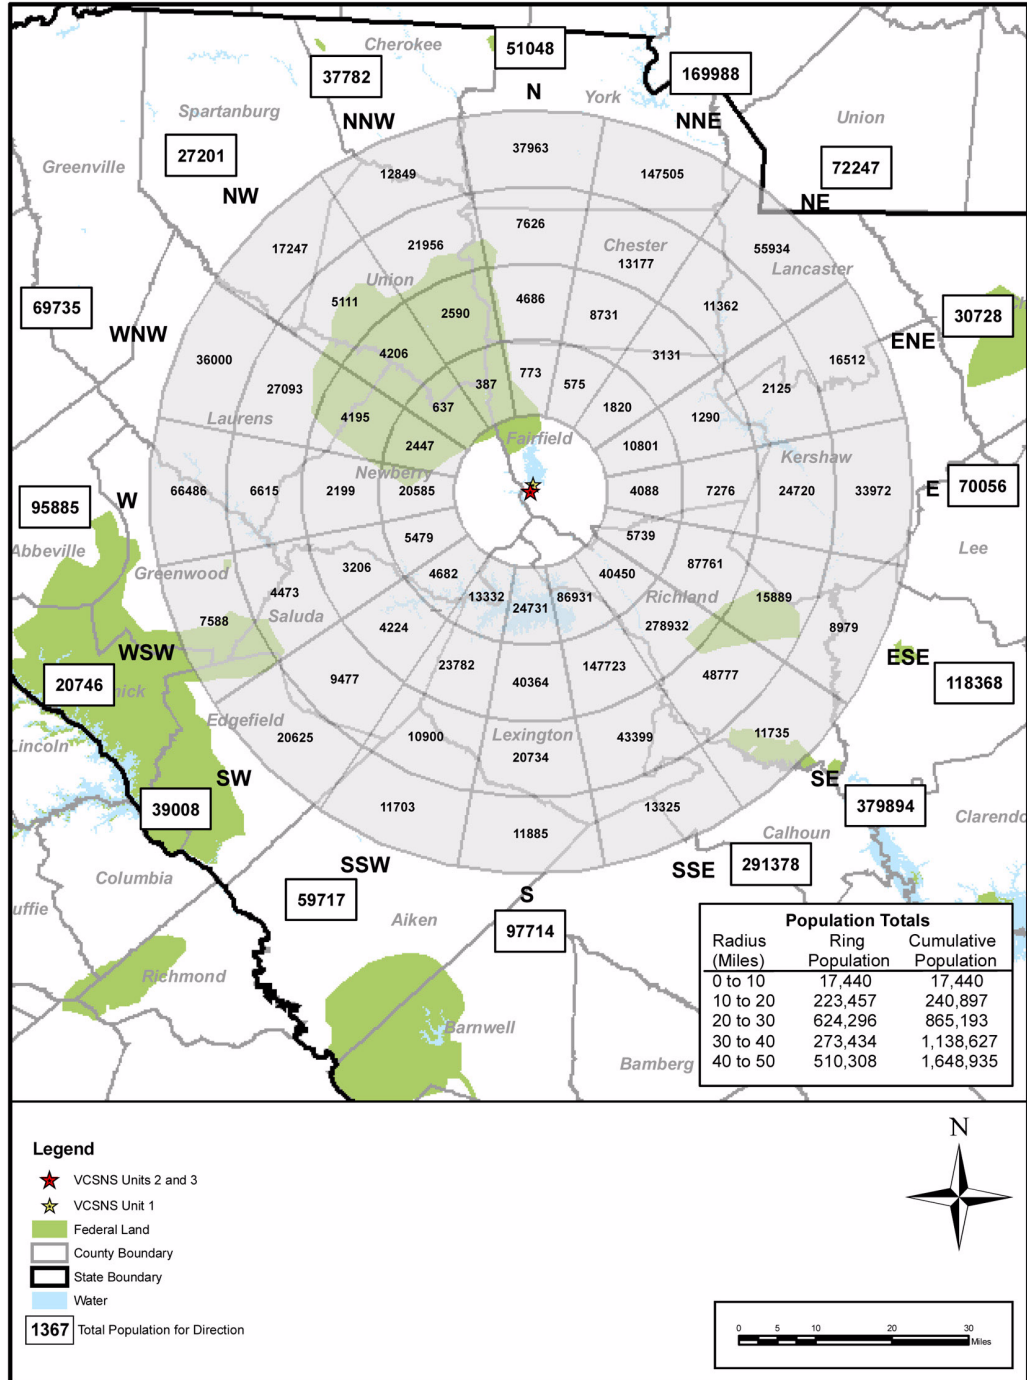 Cherokee
51048
37782
169988
N
York
Spartanburg
NNW
NNE
Union
37963
27201
Greenville
12849
147505
72247
NW
NE
7626
21956
Chester
17247
55934
13177
Lancaster
Union
5111
4686
11362
69735
2590
8731
30728
WNW
ENE
4206
3131
36000
16512
773
27093
387
575
2125
637
1820
Laurens
4195
1290
2447
Fairfield
10801
Newberry
Kershaw
66486
6615
2199
20585
4088
7276
24720
33972
E
70056
95885
W
5479
5739
Abbeville
Lee
3206
87761
Greenwood
4682
40450
4473
13332
24731
86931
Richland
15889
Saluda
7588
4224
278932
8979
WSW
ESE
23782
147723
20746
9477
40364
48777
118368
nick
Edgefield
20625
10900
Lexington
43399
11735
Lincoln
20734
SW
SE
39008
11703
13325
379894
11885
Calhoun
Clarendo
SSW
SSE
291378
Columbia
59717
S
uffie
Aiken
97714
Richmond
Barnwell
Bamberg
Population Totals
Radius Ring Cumulative
(Miles) Population Population
0 to 10 17,440 17,440
10 to 20 223,457 240,897
20 to 30 624,296 865,193
30 to 40 273,434 1,138,627
40 to 50 510,308 1,648,935
Legend
VCSNS Units 2 and 3
VCSNS Unit 1
Federal Land
County Boundary
State Boundary
Water
1367 Total Population for Direction
N
0 5 10 20 30
Miles